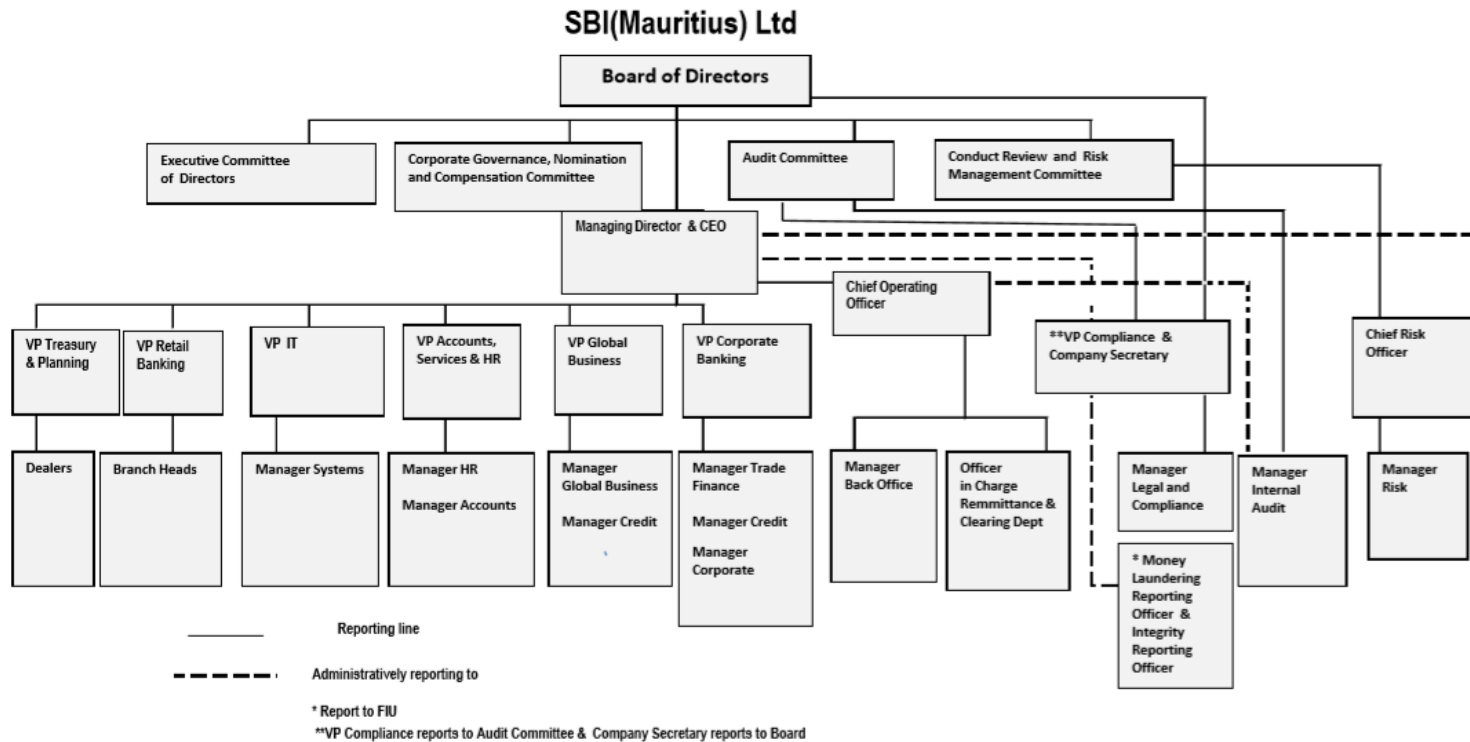 SBI(Mauritius) Ltd
Board of Directors
Executive Committee
of Directors
Corporate Governance, Nomination
and Compensation Committee
Audit Committee
Conduct Review and Risk
Management Committee
Managing Director & CEO
Chief Operating
Officer
VP Treasury
& Planning
VP Retail
Banking
VP IT
VP Accounts,
Services & HR
VP Global
Business
VP Corporate
Banking
**VP Compliance &
Company Secretary
Chief Risk
Officer
Dealers
Branch Heads
Manager Systems
Manager HR
Manager Accounts
Manager
Global Business
Manager Credit
Manager Trade
Finance
Manager Credit
Manager
Corporate
Manager
Back Office
Officer
in Charge
Remmittance &
Clearing Dept
Manager
Legal and
Compliance
Manager
Internal
Audit
Manager
Risk
* Money
Laundering
Reporting
Officer &
Integrity
Reporting
Officer
Reporting line
Administratively reporting to
* Report to FIU
**VP Compliance reports to Audit Committee & Company Secretary reports to Board